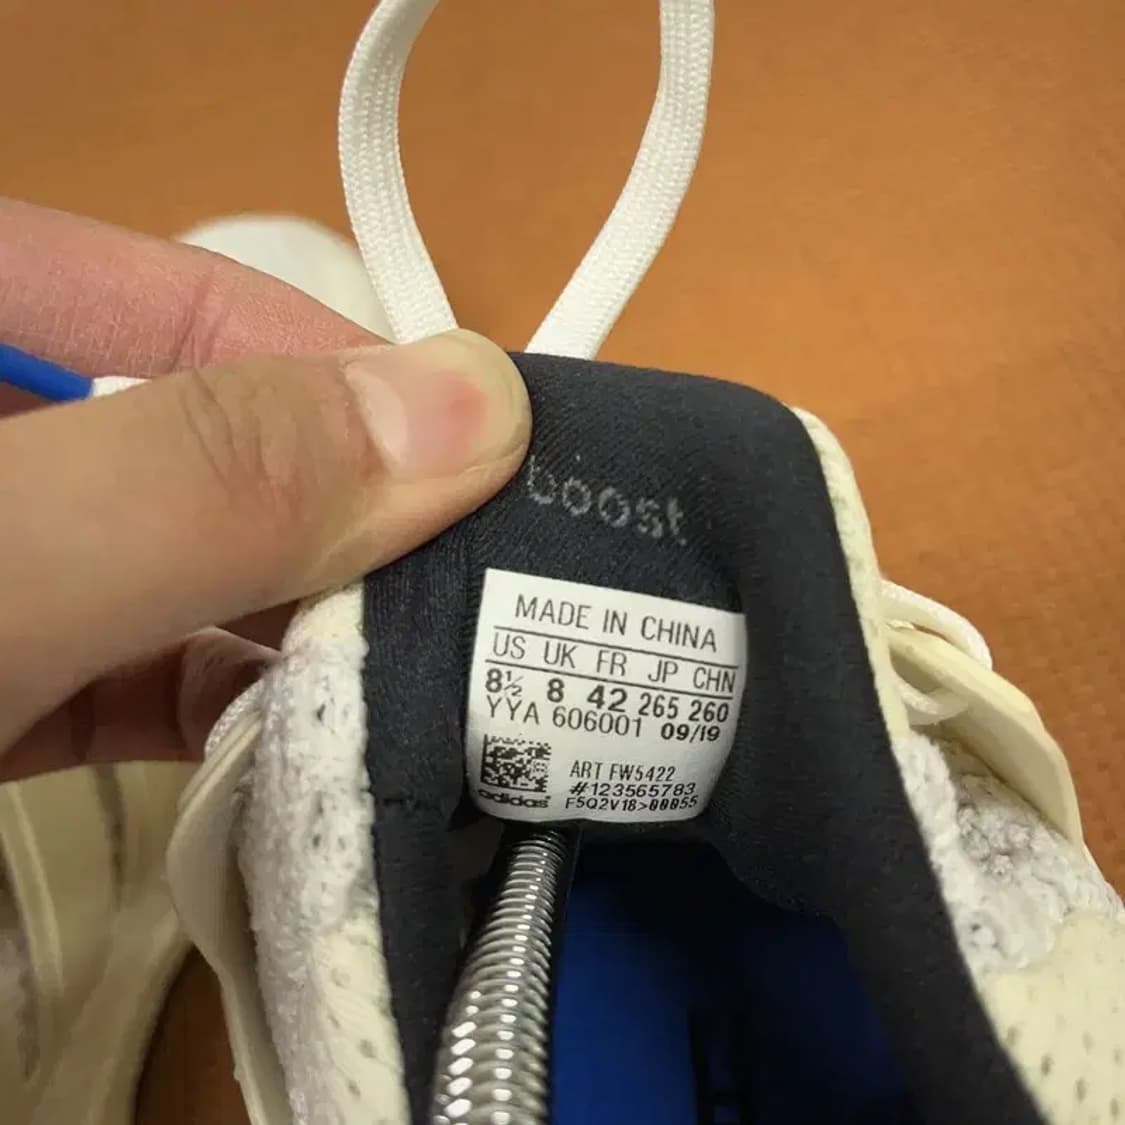 boost
MADE IN CHINA
US UK FR JP CHN
8½ 8 42 265 260
YYA 606001 09/19
ART FW5422
#123565783
adidas F5Q2V18>00055